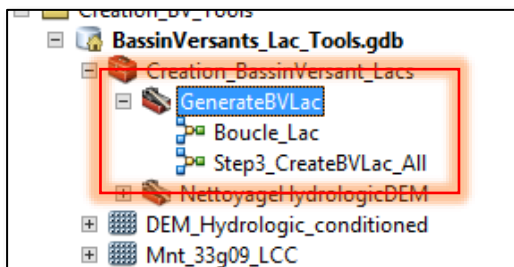 Creation_BV_Tools
BassinVersants_Lac_Tools.gdb
Creation_BassinVersant_Lacs
GenerateBVLac
Boucle_Lac
Step3_CreateBVLac_All
NettoyageHydrologicDEM
DEM_Hydrologic_conditioned
Mnt_33g09_LCC